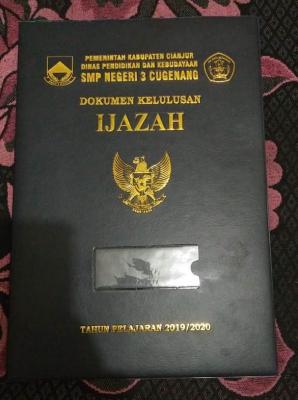 PEMERINTAH KABUPATEN CIANJUR
DINAS PENDIDIKAN DAN KEBUDAYAAN
SMP NEGERI 3 CUGENANG
DOKUMEN KELULUSAN
IJAZAH
TAHUN PELAJARAN 2019/2020